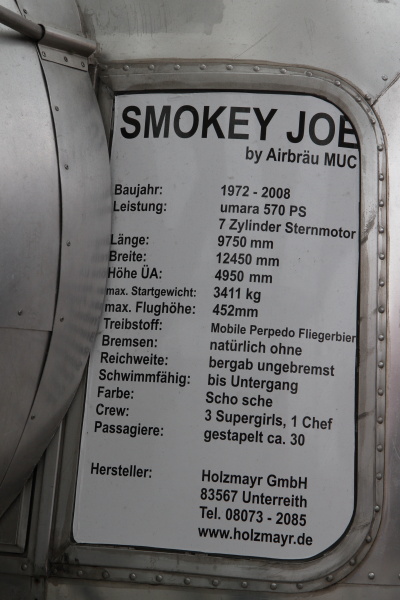 SMOKEY JOE
by Airbräu MUC
Baujahr: 1972 - 2008
Leistung: umara 570 PS
7 Zylinder Sternmotor
Länge: 9750 mm
Breite: 12450 mm
Höhe ÜA: 4950 mm
max. Startgewicht: 3411 kg
max. Flughöhe: 452mm
Treibstoff: Mobile Perpedo Fliegerbier
Bremsen: natürlich ohne
Reichweite: bergab ungebremst
Schwimmfähig: bis Untergang
Farbe: Scho sche
Crew: 3 Supergirls, 1 Chef
Passagiere: gestapelt ca. 30
Hersteller: Holzmayr GmbH
83567 Unterreith
Tel. 08073 - 2085
www.holzmayr.de